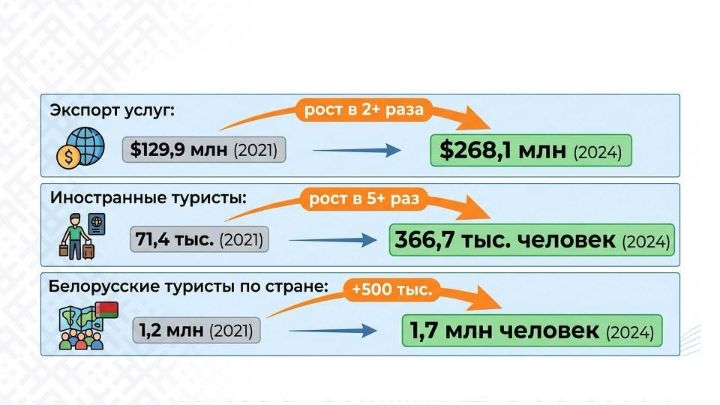 Экспорт услуг:
рост в 2+ раза
$129,9 млн (2021)
$268,1 млн (2024)
Иностранные туристы:
рост в 5+ раз
71,4 тыс. (2021)
366,7 тыс. человек (2024)
Белорусские туристы по стране:
+500 тыс.
1,2 млн (2021)
1,7 млн человек (2024)